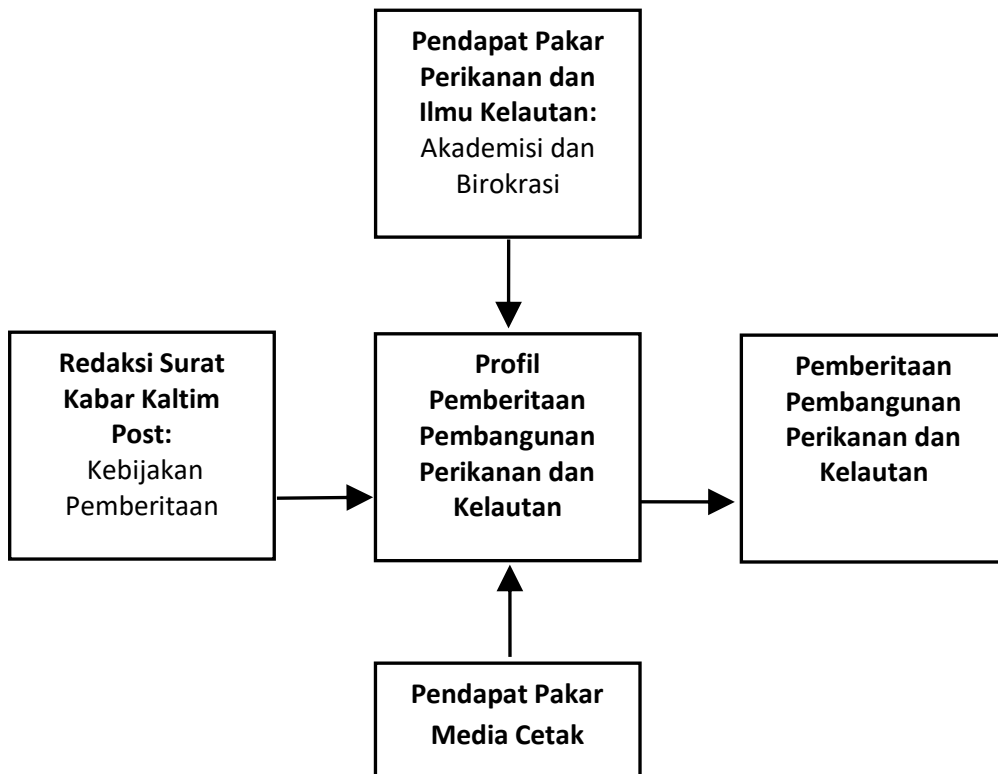 Pendapat Pakar
Perikanan dan
Ilmu Kelautan:
Akademisi dan
Birokrasi
Redaksi Surat
Kabar Kaltim
Post:
Kebijakan
Pemberitaan
Profil
Pemberitaan
Pembangunan
Perikanan dan
Kelautan
Pemberitaan
Pembangunan
Perikanan dan
Kelautan
Pendapat Pakar
Media Cetak